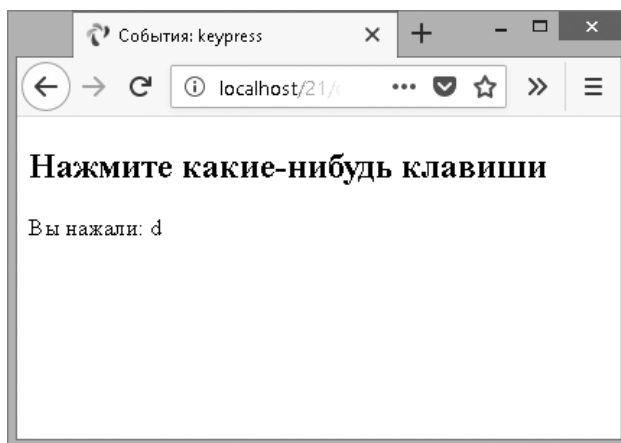 События: keypress
localhost/21/
Нажмите какие-нибудь клавиши
Вы нажали: d